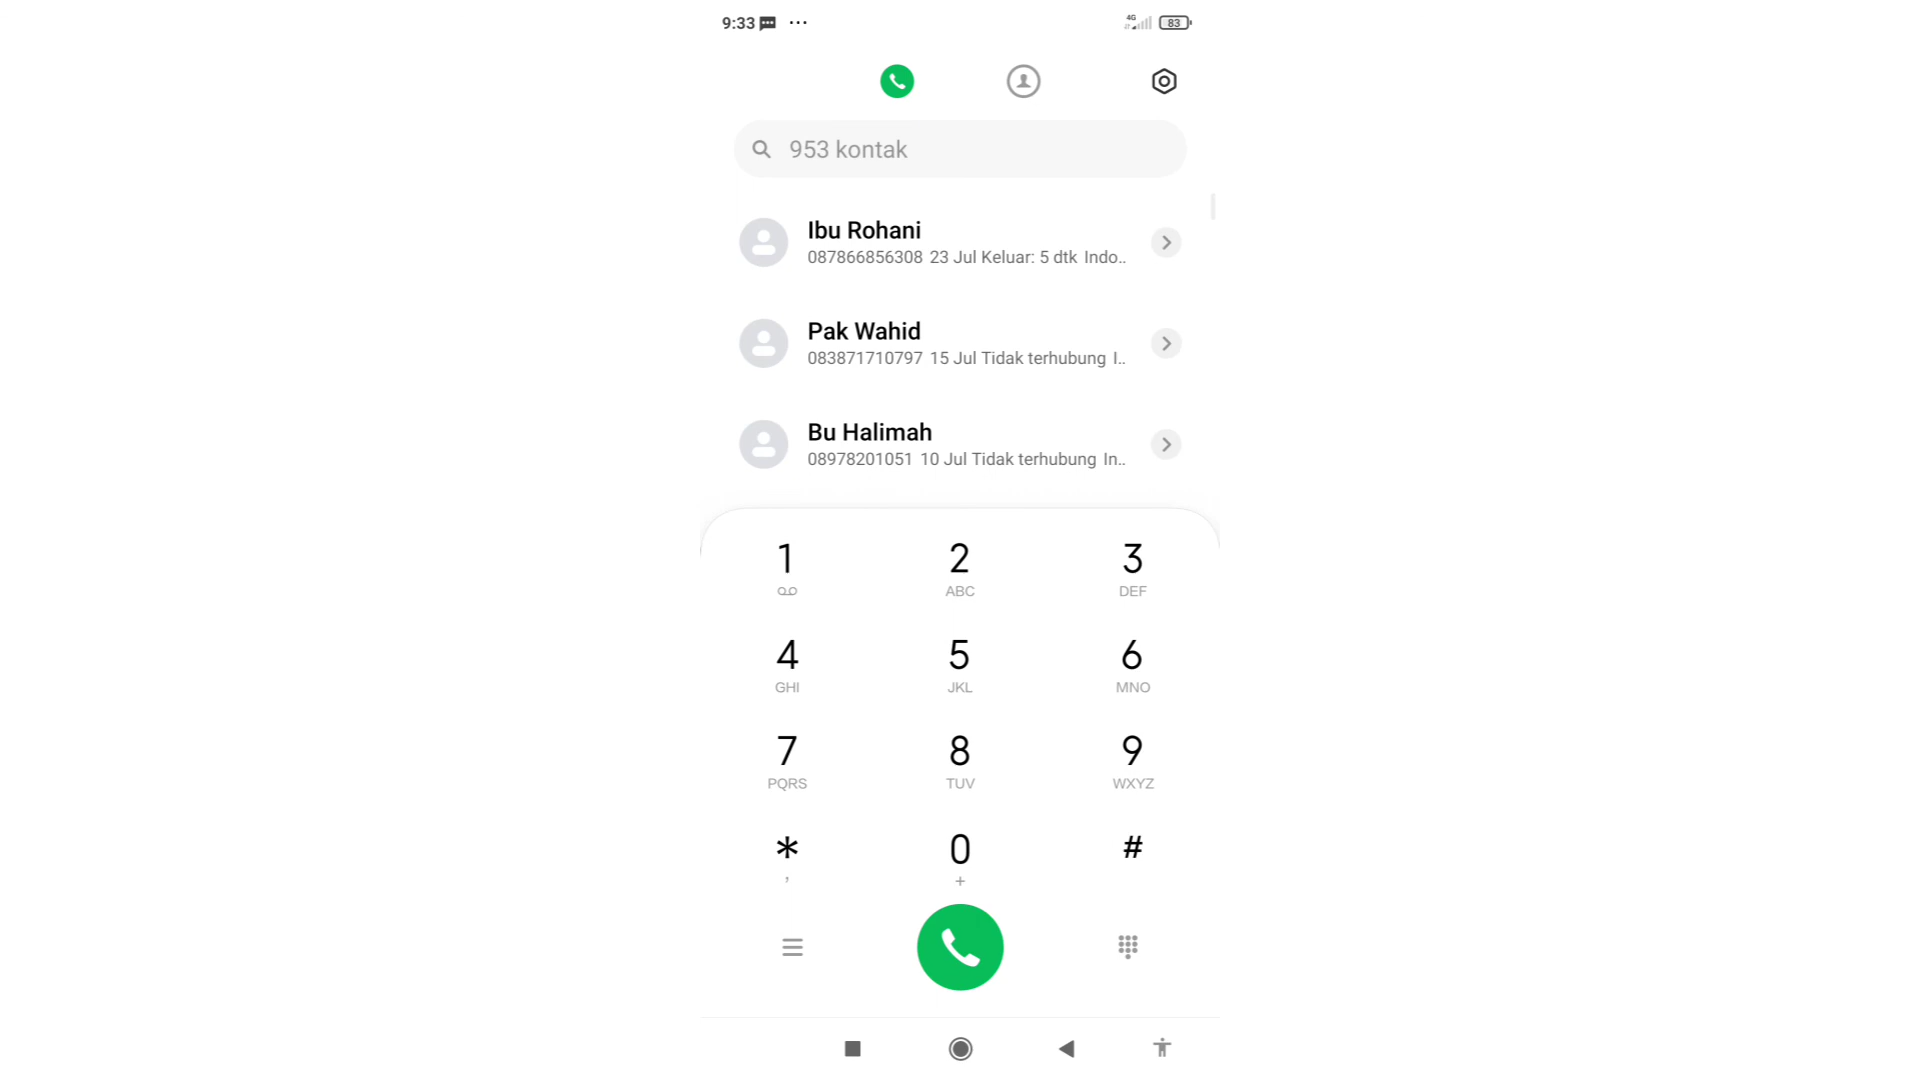 9:33 ...
4G 83
953 kontak
Ibu Rohani
087866856308 23 Jul Keluar: 5 dtk Indo..
Pak Wahid
083871710797 15 Jul Tidak terhubung I..
Bu Halimah
08978201051 10 Jul Tidak terhubung In..
1 2 3
ABC DEF
4 5 6
GHI JKL MNO
7 8 9
PQRS TUV WXYZ
* 0 #
, +